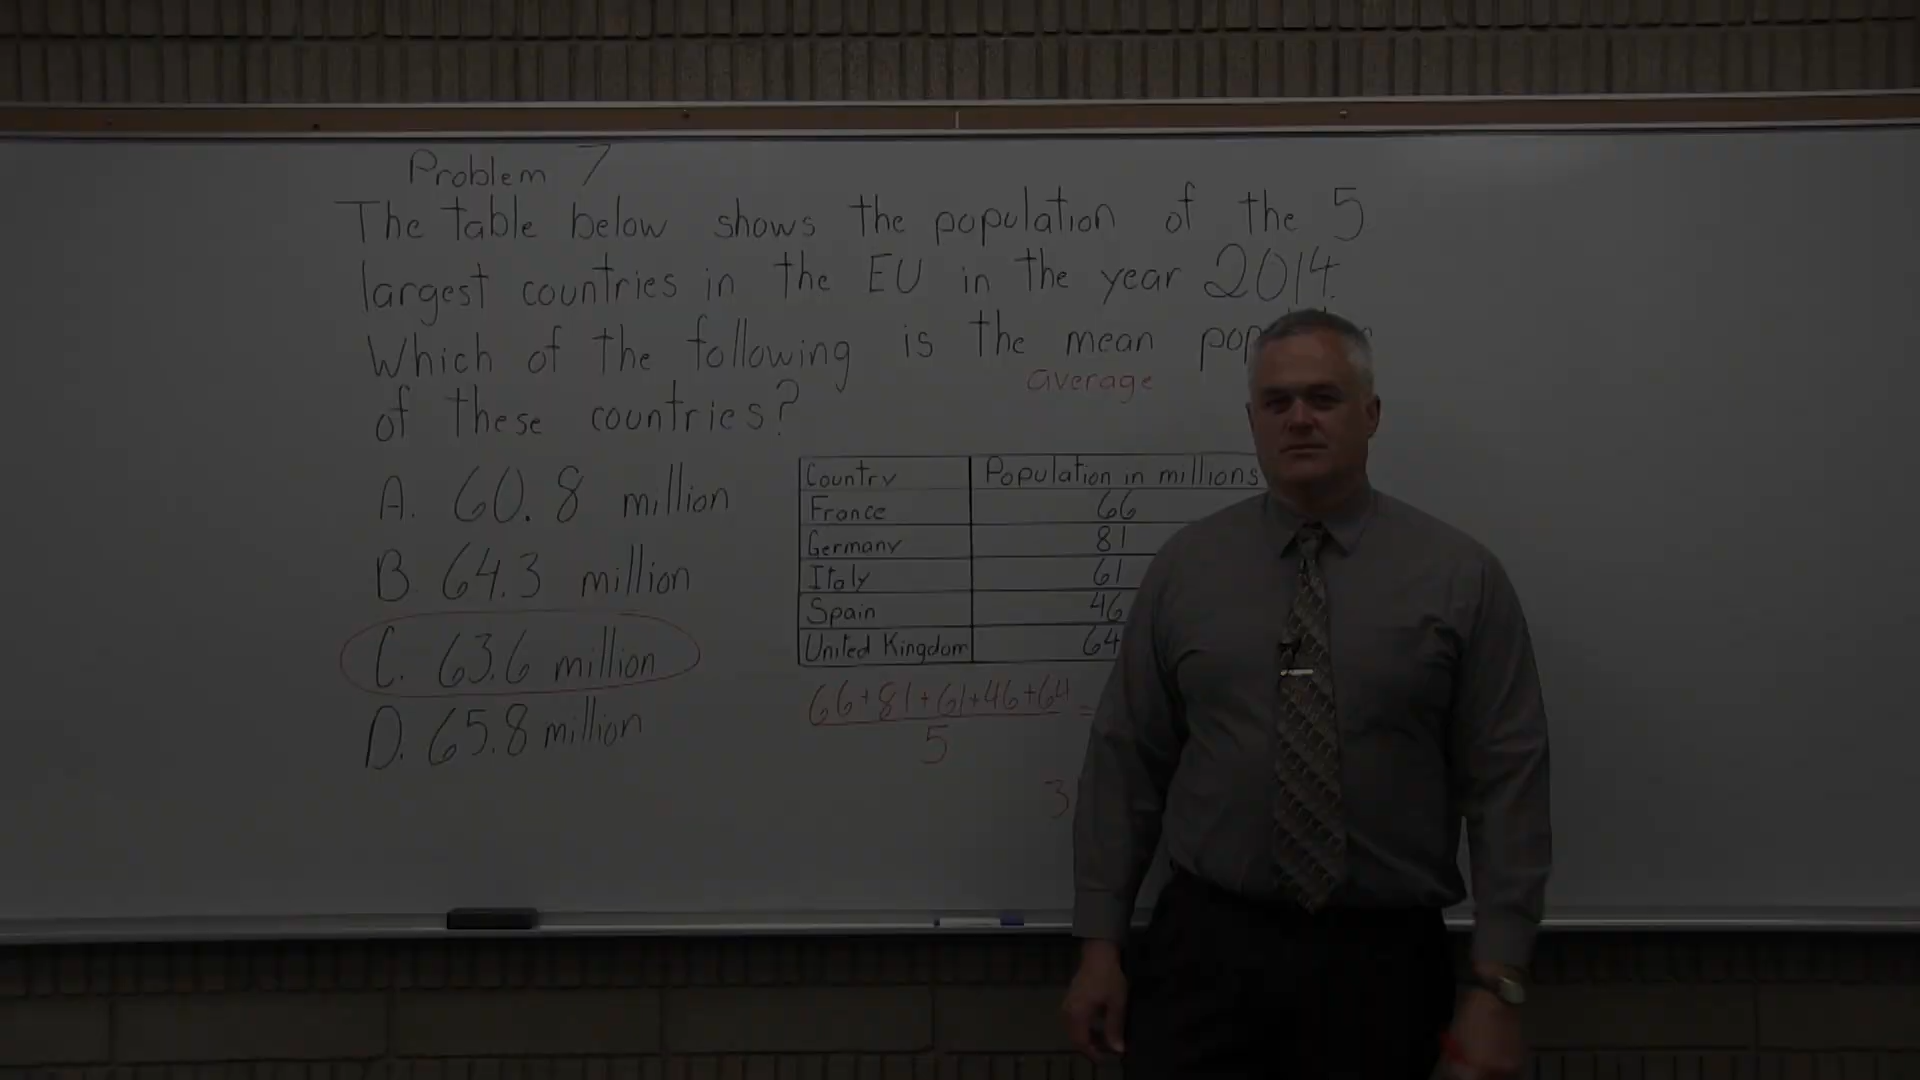 Problem 7
The table below shows the population of the 5
largest countries in the EU in the year 2014.
Which of the following is the mean
average
of these countries?
A. 60.8 million
B. 64.3 million
C. 63.6 million
D. 65.8 million
Country Population in millions
France 66
Germany 81
Italy 61
Spain 46
United Kingdom 64
66+81+61+46+64 =
5
3